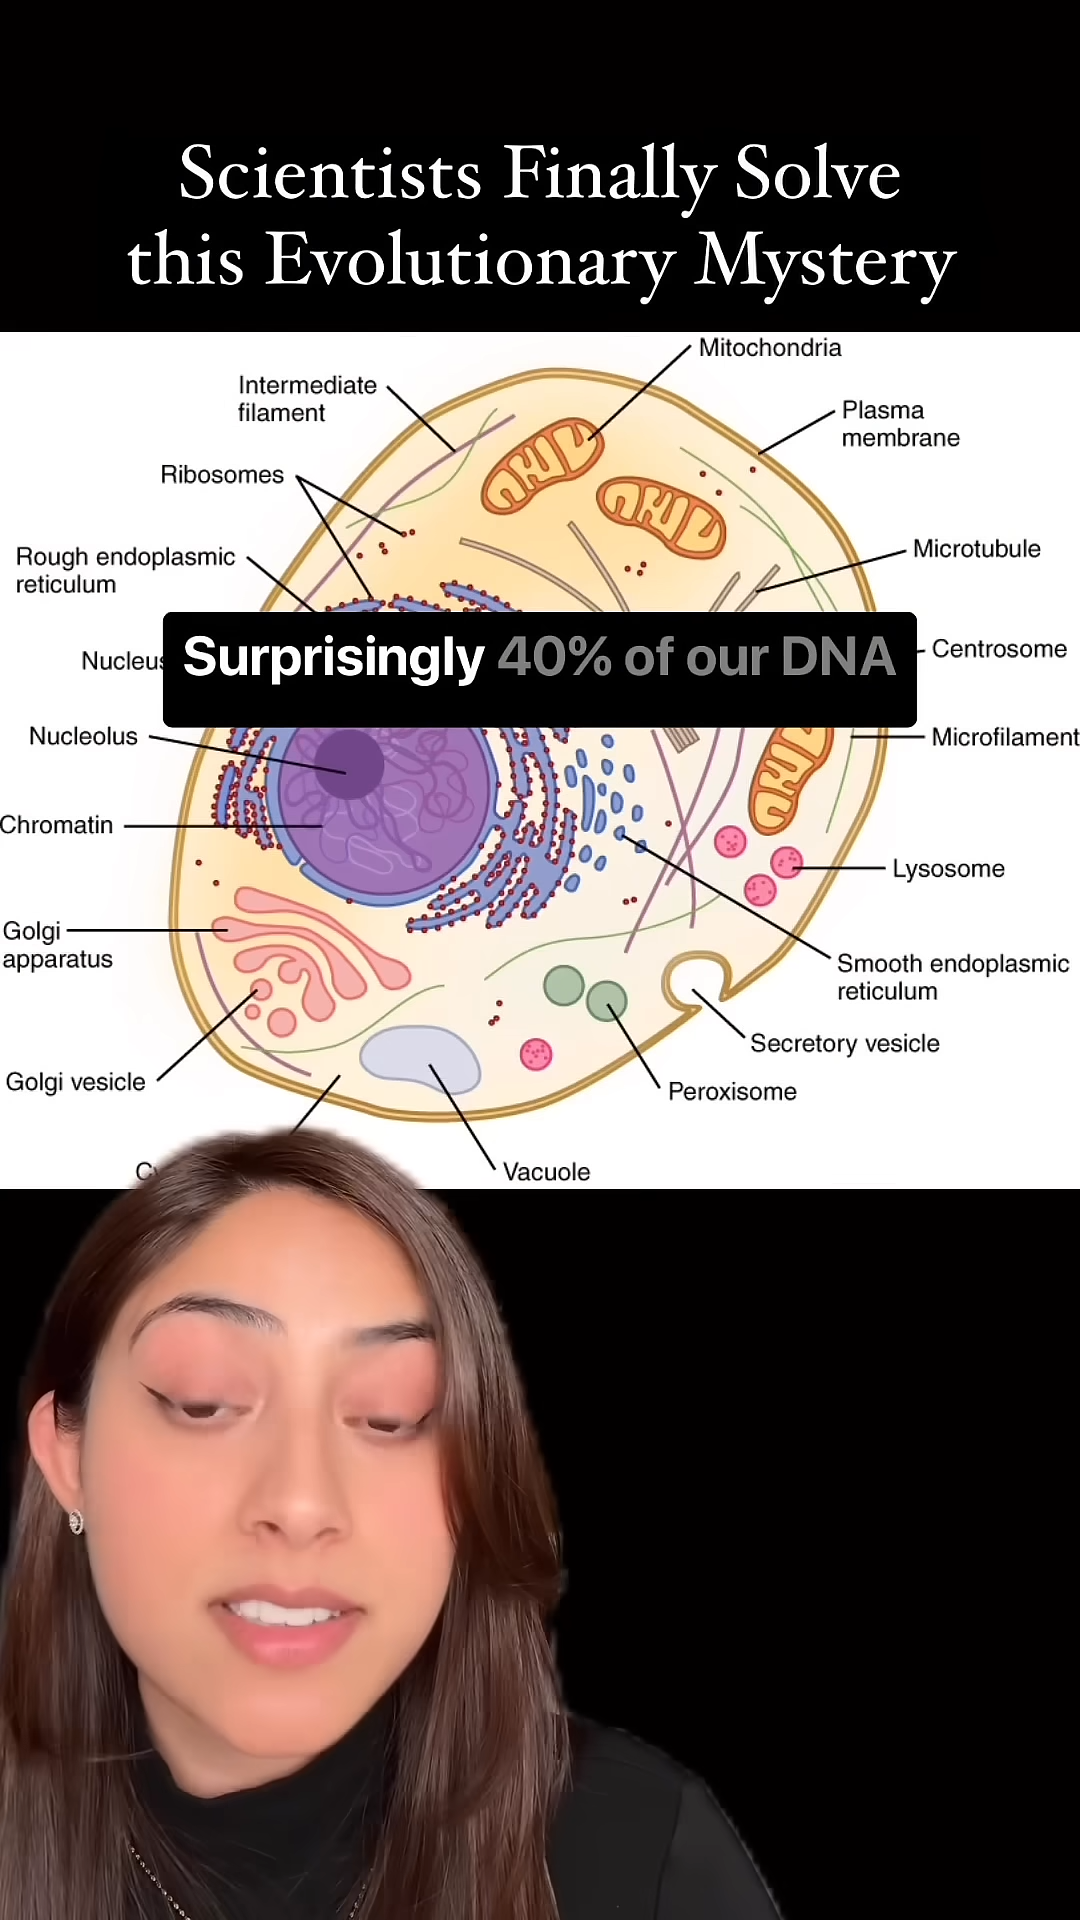 Scientists Finally Solve
this Evolutionary Mystery
Mitochondria
Intermediate
filament
Plasma
membrane
Ribosomes
Rough endoplasmic
reticulum
Microtubule
Nucleus
Surprisingly 40% of our DNA
Centrosome
Nucleolus
Microfilament
Chromatin
Lysosome
Golgi
apparatus
Smooth endoplasmic
reticulum
Secretory vesicle
Golgi vesicle
Peroxisome
Vacuole